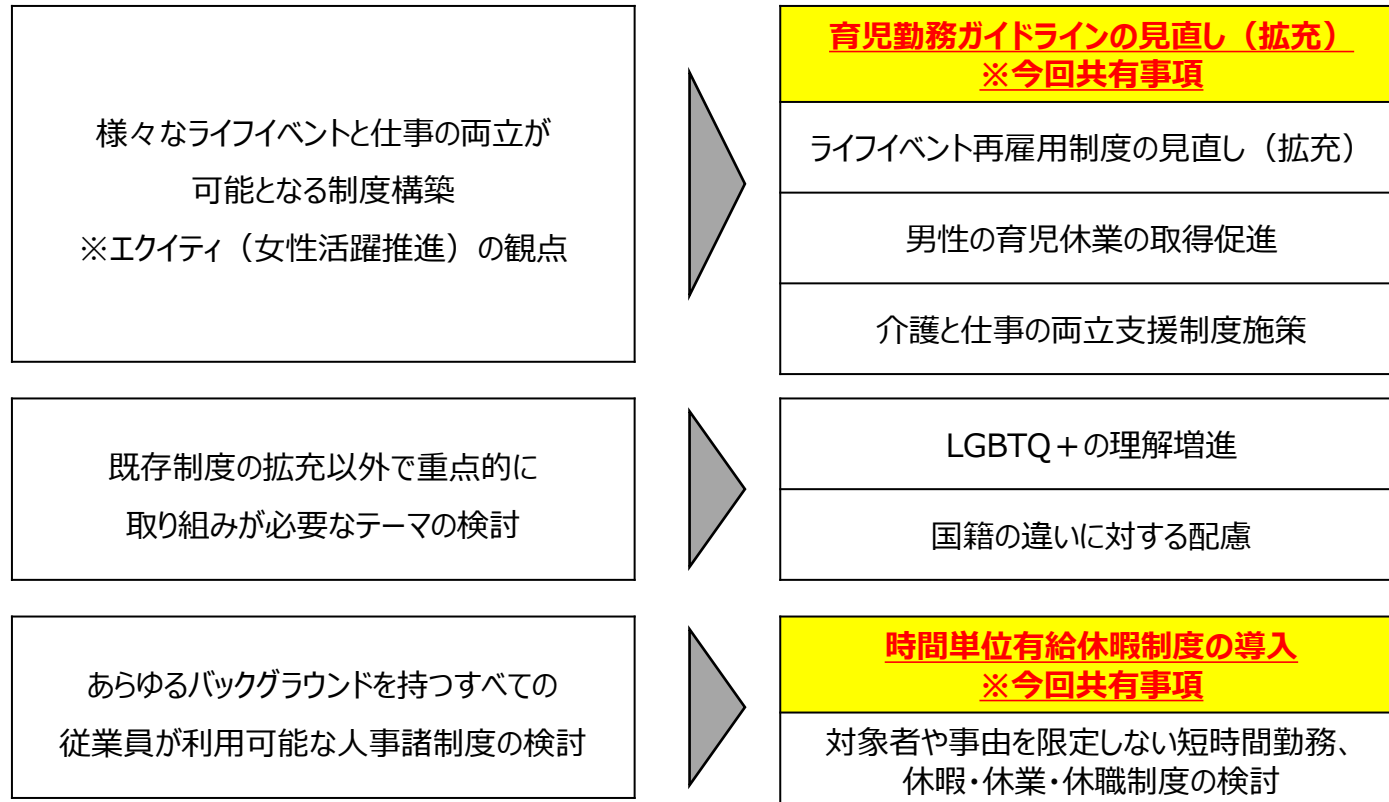 様々なライフイベントと仕事の両立が
可能となる制度構築
※エクイティ（女性活躍推進）の観点
育児勤務ガイドラインの見直し（拡充）
※今回共有事項
ライフイベント再雇用制度の見直し（拡充）
男性の育児休業の取得促進
介護と仕事の両立支援制度施策
既存制度の拡充以外で重点的に
取り組みが必要なテーマの検討
LGBTQ＋の理解増進
国籍の違いに対する配慮
あらゆるバックグラウンドを持つすべての
従業員が利用可能な人事諸制度の検討
時間単位有給休暇制度の導入
※今回共有事項
対象者や事由を限定しない短時間勤務、
休暇・休業・休職制度の検討